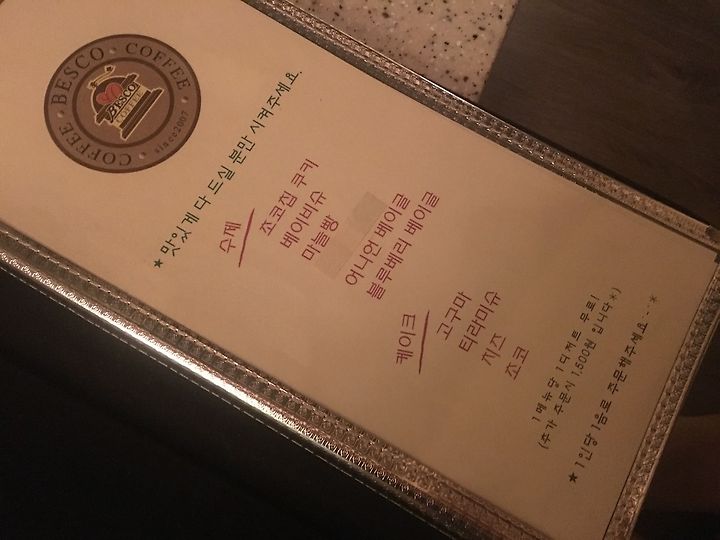 BESCO · COFFEE · COFFEE ·
since 2007
BESCO
COFFEE
★ 맛있게 다 드실 분만 시켜주세요.
수제
쵸코칩 쿠키
베이비슈
마늘빵
어니언 베이글
블루베리 베이글
케이크
고구마
티라미슈
치즈
쵸코
1메뉴당 1디저트 무료!
(추가 주문시 1,500원 입니다*)
★ 1인당 1음료 주문해주세요 -*